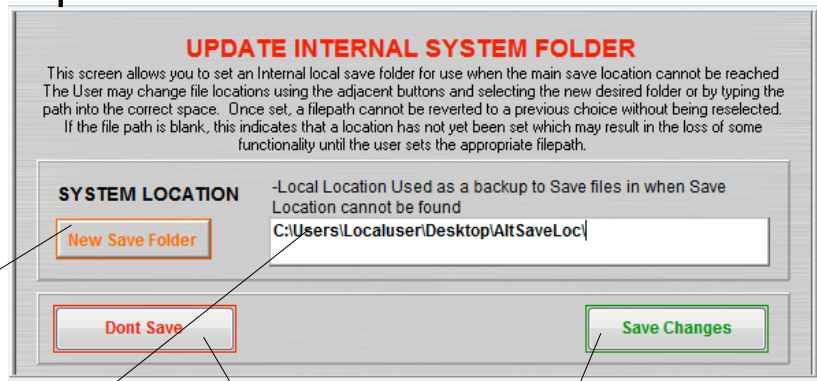 UPDATE INTERNAL SYSTEM FOLDER
This screen allows you to set an Internal local save folder for use when the main save location cannot be reached
The User may change file locations using the adjacent buttons and selecting the new desired folder or by typing the
path into the correct space. Once set, a filepath cannot be reverted to a previous choice without being reselected.
If the file path is blank, this indicates that a location has not yet been set which may result in the loss of some
functionality until the user sets the appropriate filepath.
SYSTEM LOCATION
-Local Location Used as a backup to Save files in when Save
Location cannot be found
New Save Folder
C:\Users\Localuser\Desktop\AltSaveLoc\
Dont Save
Save Changes